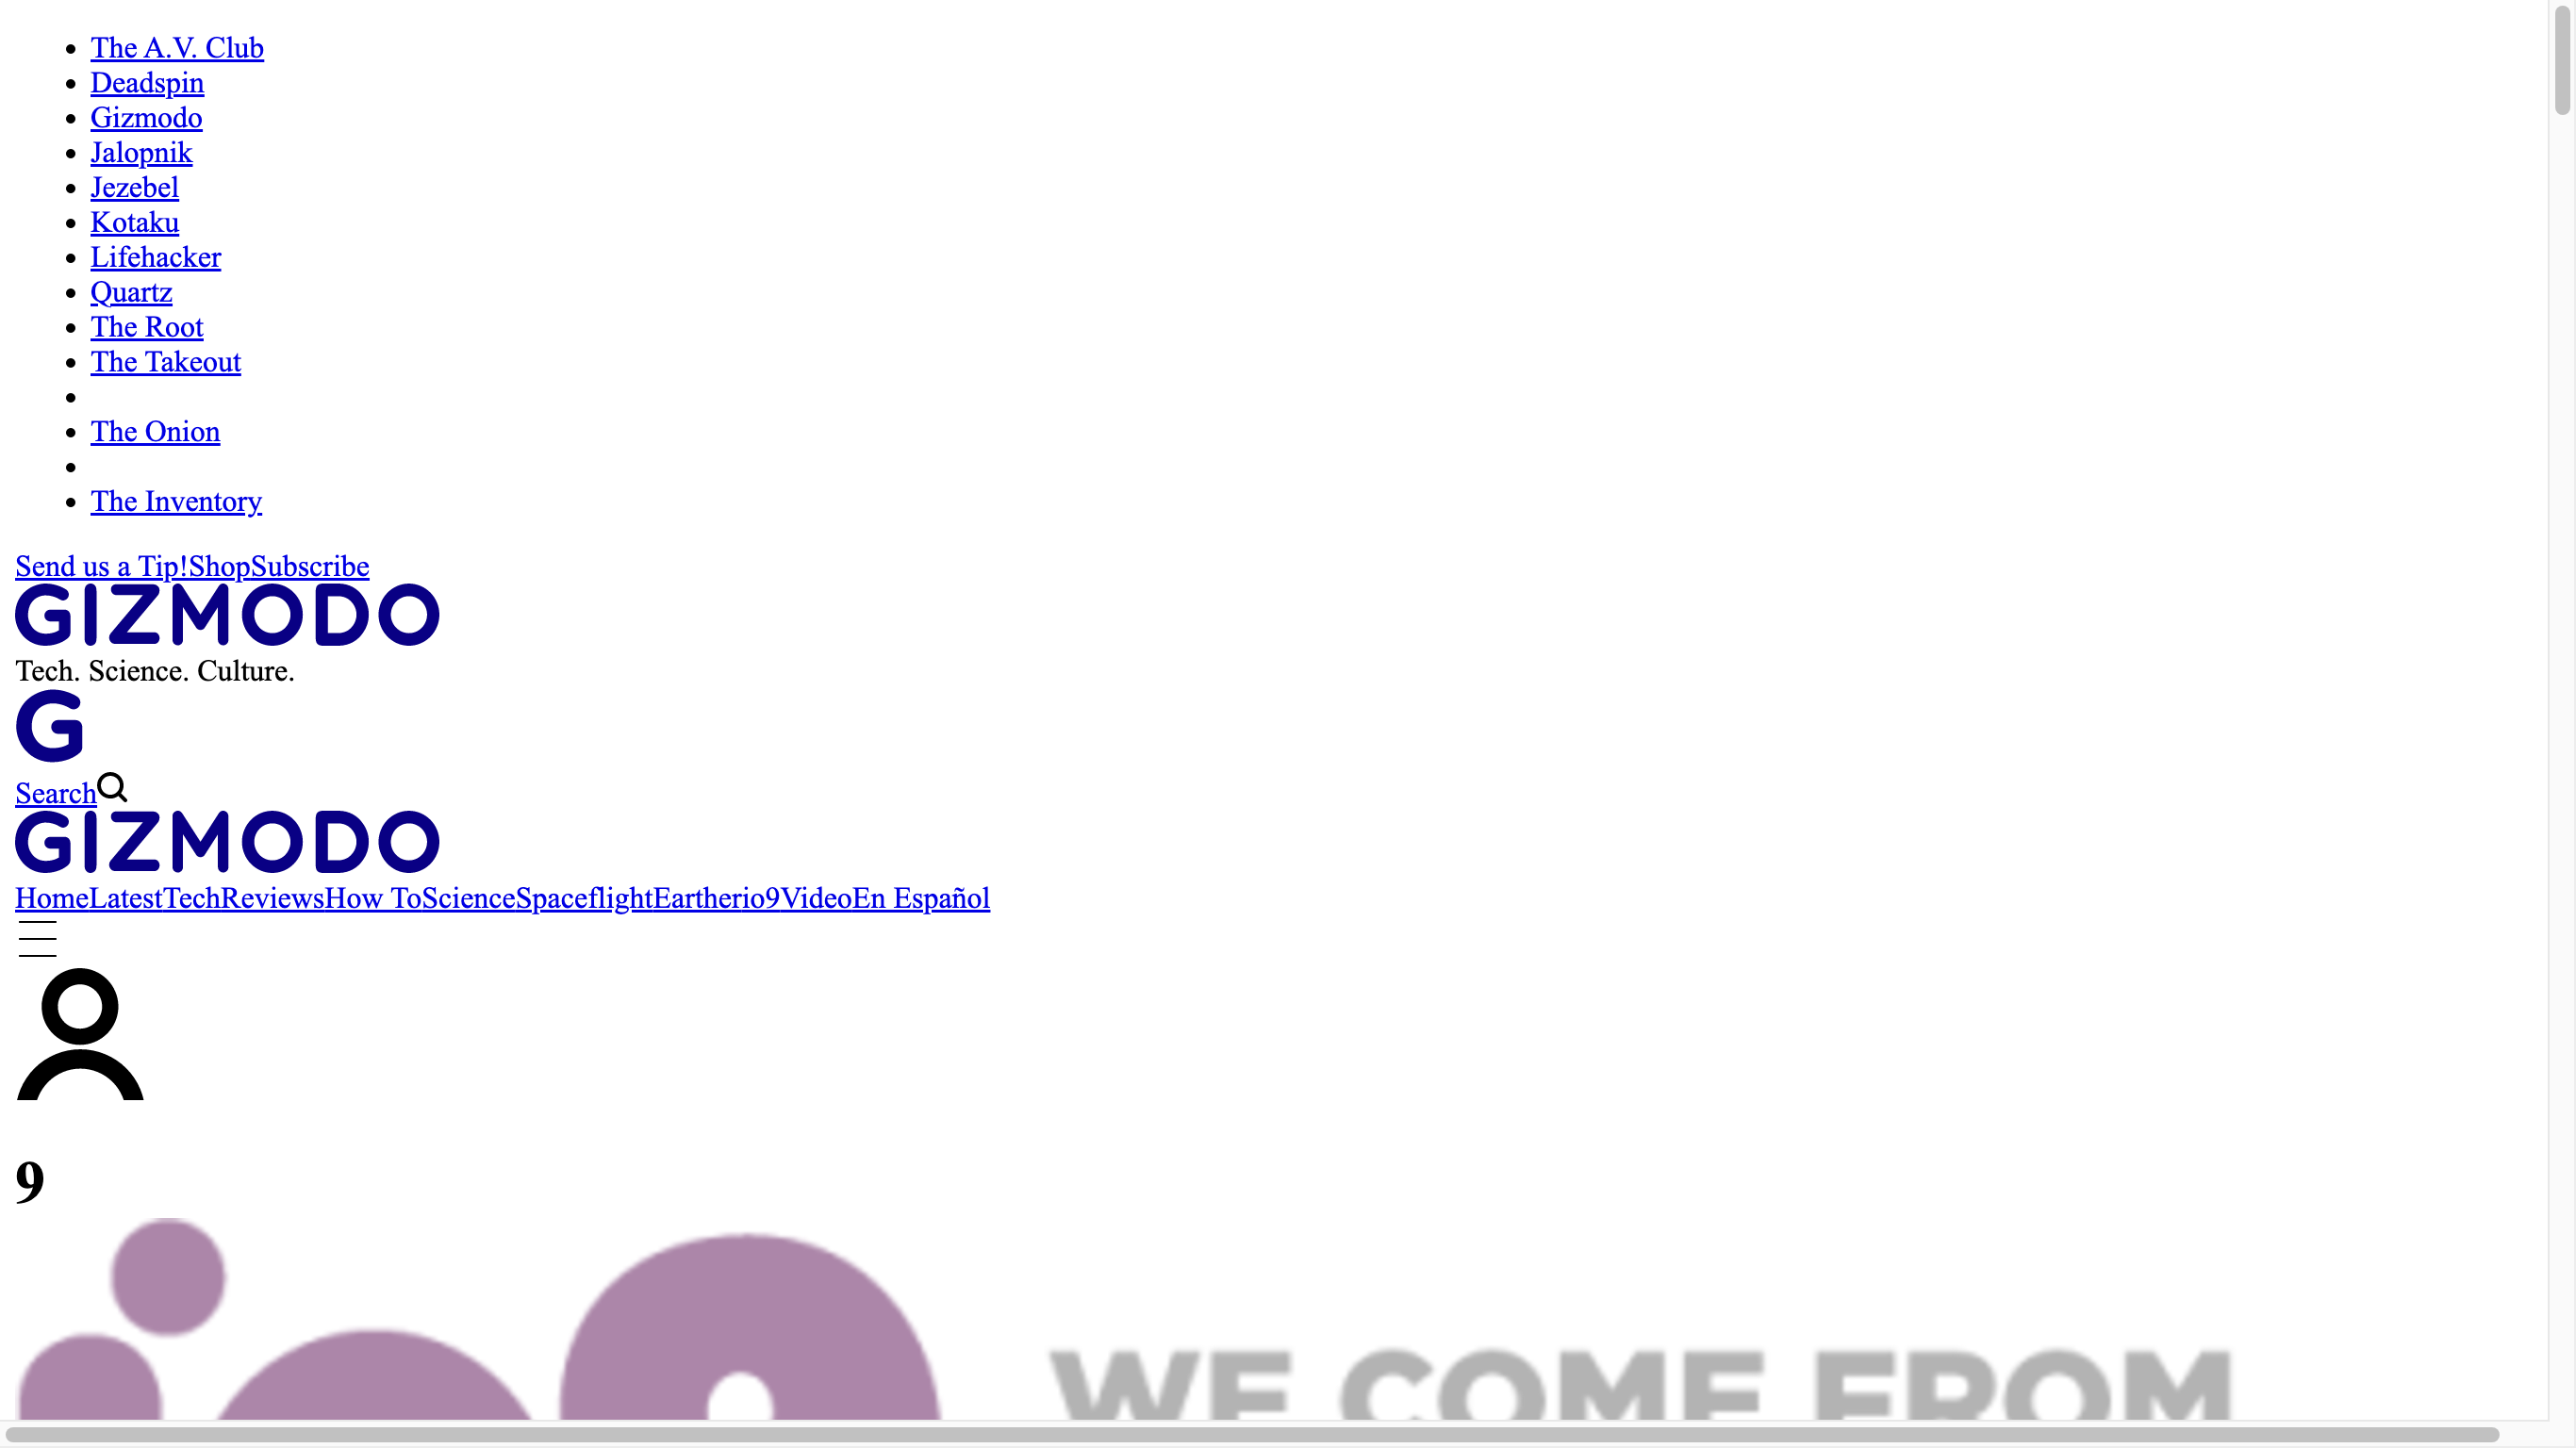 The A.V. Club
Deadspin
Gizmodo
Jalopnik
Jezebel
Kotaku
Lifehacker
Quartz
The Root
The Takeout
The Onion
The Inventory
Send us a Tip!ShopSubscribe
GIZMODO
Tech. Science. Culture.
G
Search
GIZMODO
HomeLatestTechReviewsHow ToScienceSpaceflightEartherio9VideoEn Español
9
io9
WE COME FROM